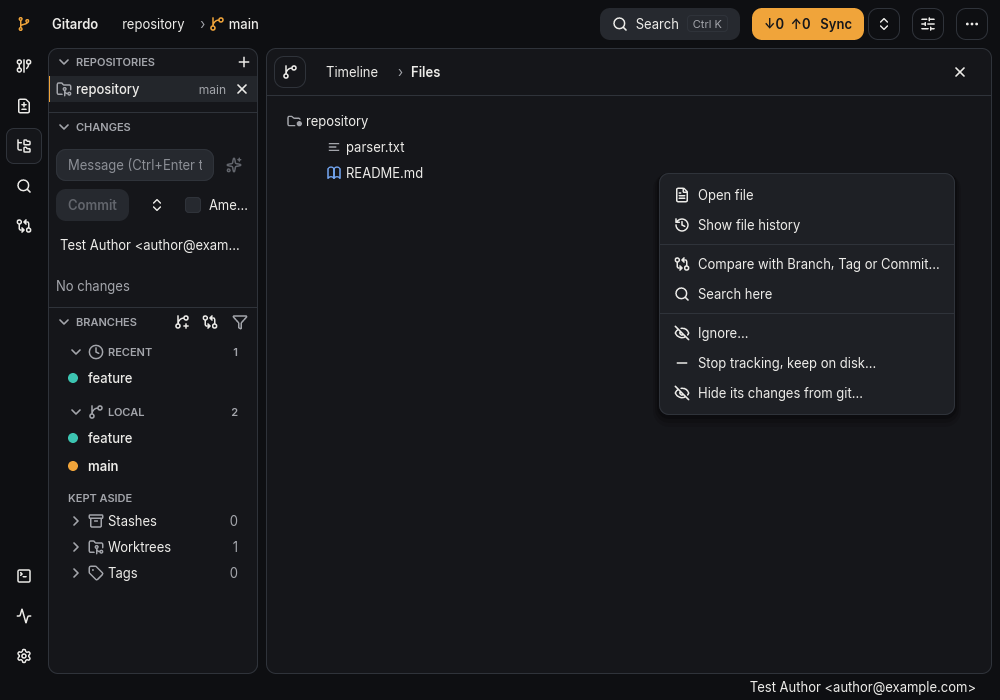 Gitardo repository › main Search Ctrl K ↓0 ↑0 Sync
REPOSITORIES
repository main
CHANGES
Message (Ctrl+Enter t
Commit Ame...
Test Author <author@exam...
No changes
BRANCHES
RECENT 1
feature
LOCAL 2
feature
main
KEPT ASIDE
Stashes 0
Worktrees 1
Tags 0
Timeline › Files
repository
parser.txt
README.md
Open file
Show file history
Compare with Branch, Tag or Commit...
Search here
Ignore...
Stop tracking, keep on disk...
Hide its changes from git...
Test Author <author@example.com>